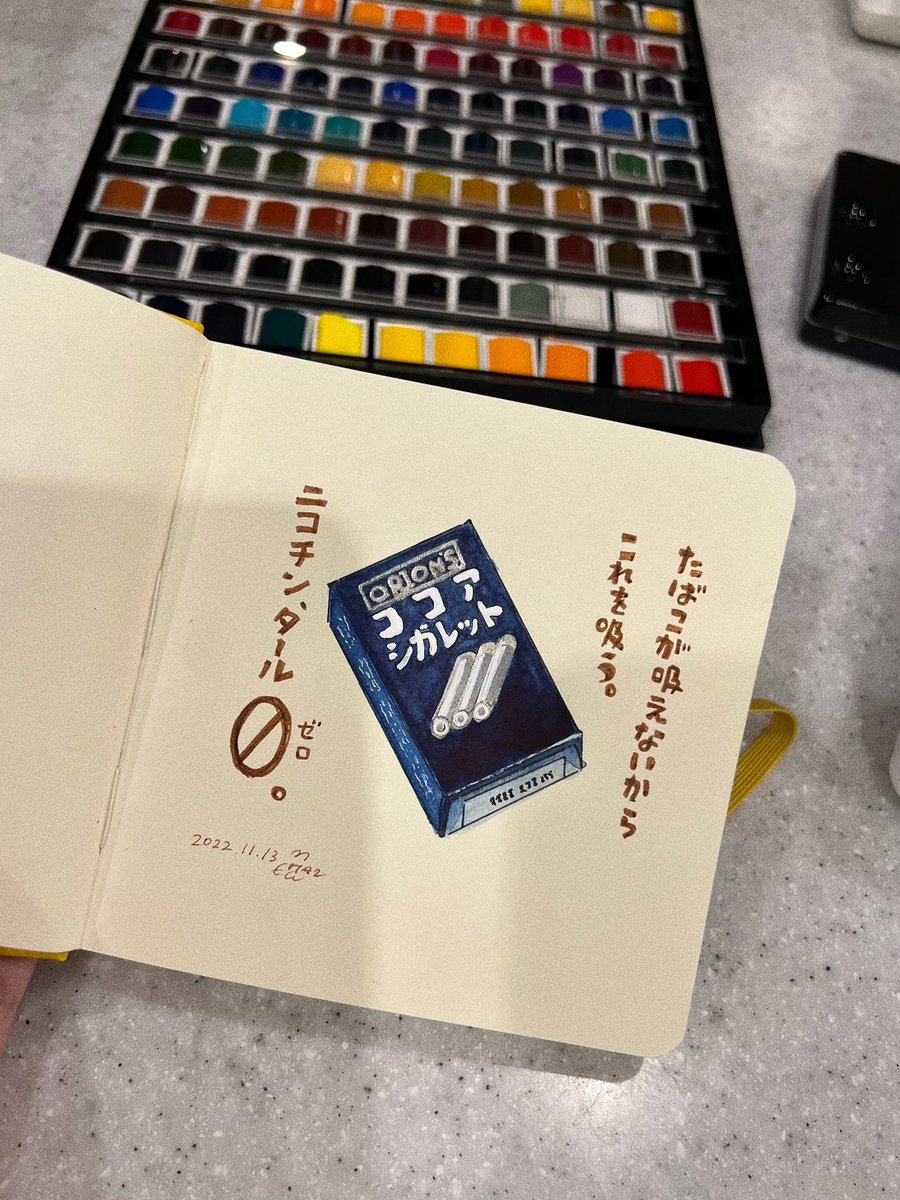 たばこが吸えないから
これを吸う。
ORION'S
ココア
シガレット
ニコチン、タール
0。
ゼロ
2022.11.13